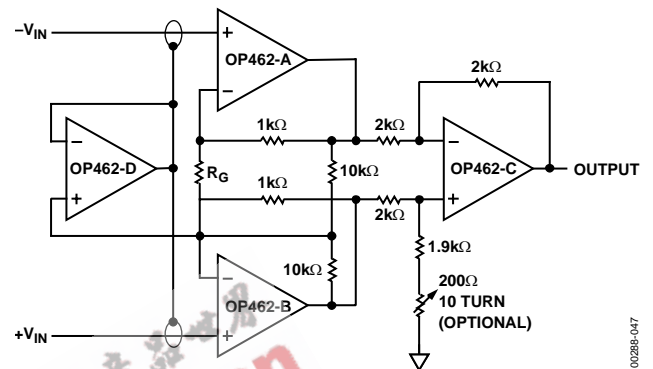 −VIN
+
OP462-A
−
2kΩ
1kΩ
2kΩ
−
−
OP462-D
+
RG
10kΩ
OP462-C
OUTPUT
1kΩ
2kΩ
+
1.9kΩ
−
10kΩ
OP462-B
200Ω
10 TURN
(OPTIONAL)
+VIN
+
00288-047